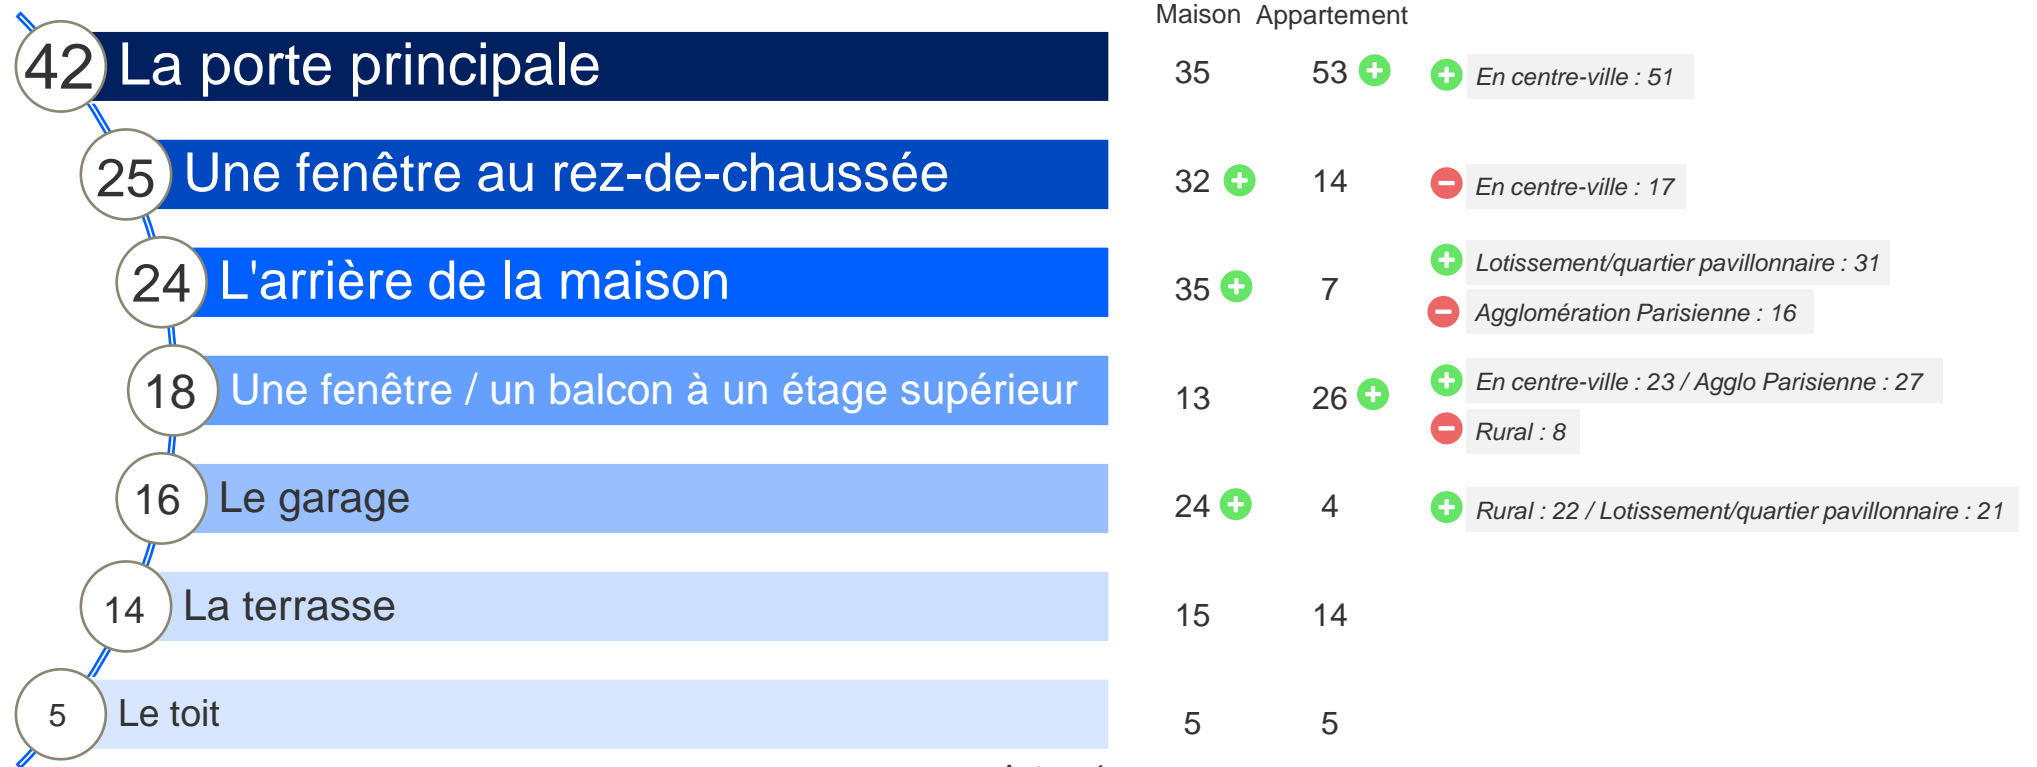 Maison Appartement
42 La porte principale 35 53 En centre-ville : 51
25 Une fenêtre au rez-de-chaussée 32 14 En centre-ville : 17
24 L'arrière de la maison 35 7 Lotissement/quartier pavillonnaire : 31
Agglomération Parisienne : 16
18 Une fenêtre / un balcon à un étage supérieur 13 26 En centre-ville : 23 / Agglo Parisienne : 27
Rural : 8
16 Le garage 24 4 Rural : 22 / Lotissement/quartier pavillonnaire : 21
14 La terrasse 15 14
5 Le toit 5 5